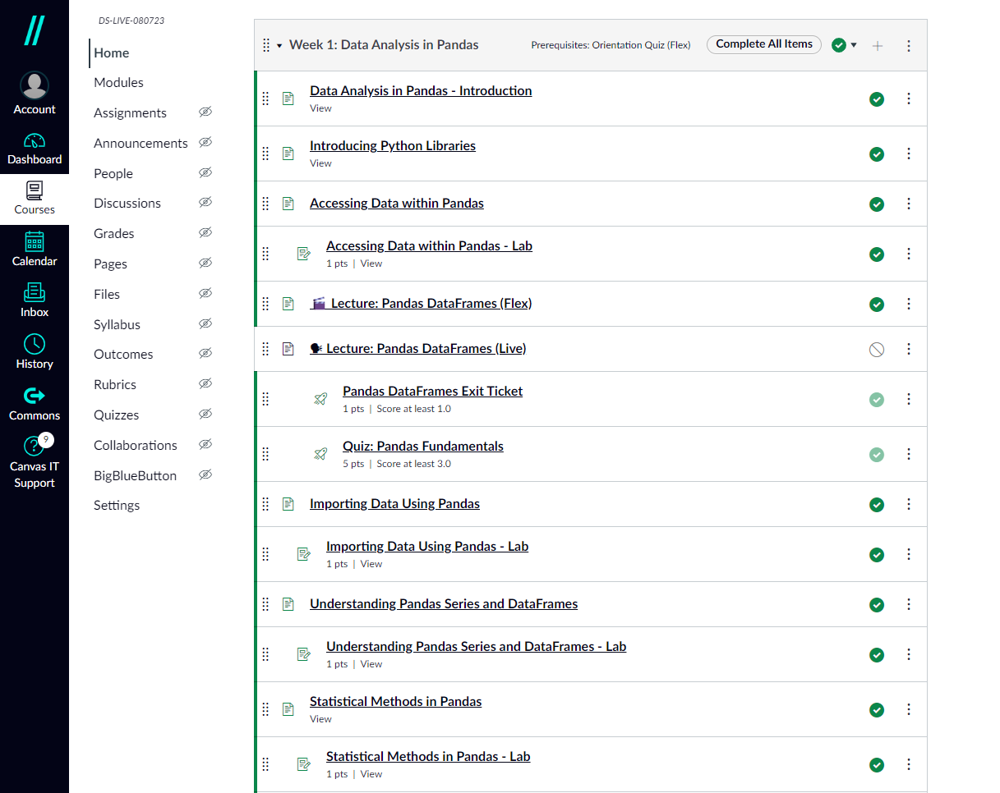 DS-LIVE-080723
Account
Dashboard
Courses
Calendar
Inbox
History
Commons
9
Canvas IT
Support
Home
Modules
Assignments
Announcements
People
Discussions
Grades
Pages
Files
Syllabus
Outcomes
Rubrics
Quizzes
Collaborations
BigBlueButton
Settings
Week 1: Data Analysis in Pandas Prerequisites: Orientation Quiz (Flex) Complete All Items
Data Analysis in Pandas - Introduction
View
Introducing Python Libraries
View
Accessing Data within Pandas
Accessing Data within Pandas - Lab
1 pts | View
🎬 Lecture: Pandas DataFrames (Flex)
🗣 Lecture: Pandas DataFrames (Live)
Pandas DataFrames Exit Ticket
1 pts | Score at least 1.0
Quiz: Pandas Fundamentals
5 pts | Score at least 3.0
Importing Data Using Pandas
Importing Data Using Pandas - Lab
1 pts | View
Understanding Pandas Series and DataFrames
Understanding Pandas Series and DataFrames - Lab
1 pts | View
Statistical Methods in Pandas
View
Statistical Methods in Pandas - Lab
1 pts | View